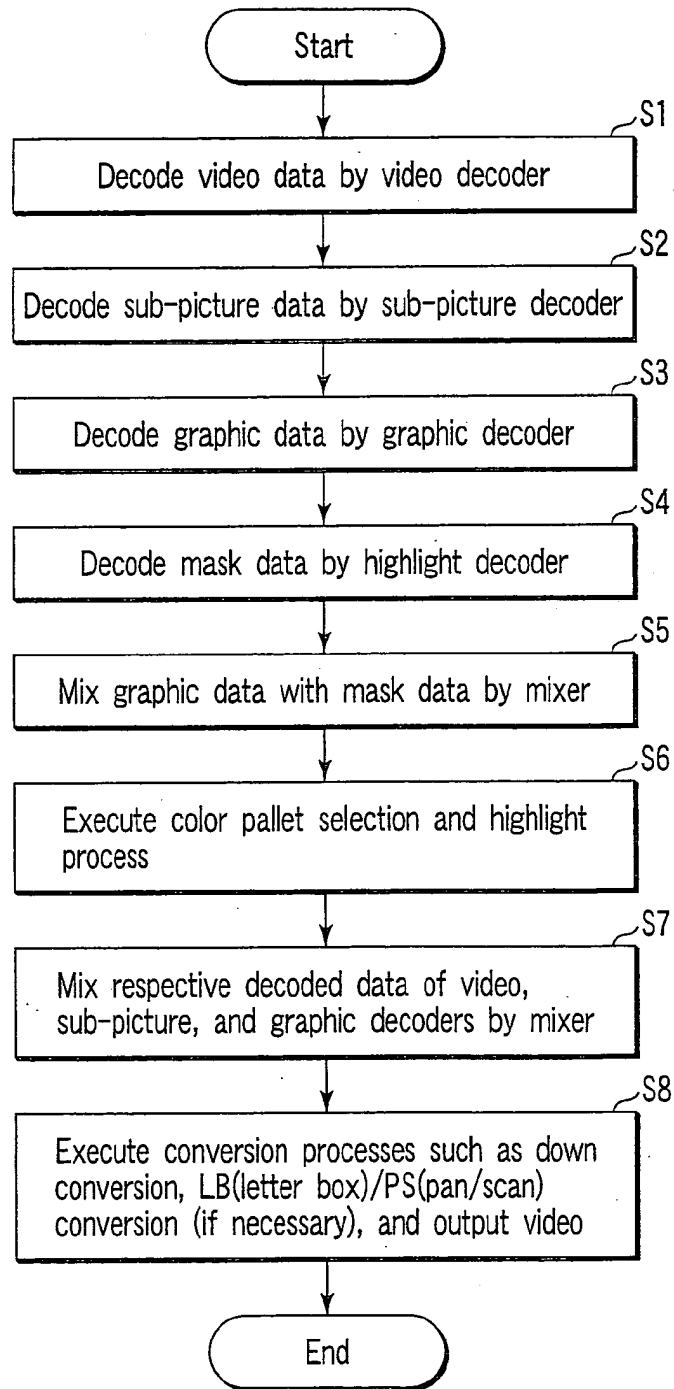 Start
S1
Decode video data by video decoder
S2
Decode sub-picture data by sub-picture decoder
S3
Decode graphic data by graphic decoder
S4
Decode mask data by highlight decoder
S5
Mix graphic data with mask data by mixer
S6
Execute color pallet selection and highlight
process
S7
Mix respective decoded data of video,
sub-picture, and graphic decoders by mixer
S8
Execute conversion processes such as down
conversion, LB(letter box)/PS(pan/scan)
conversion (if necessary), and output video
End